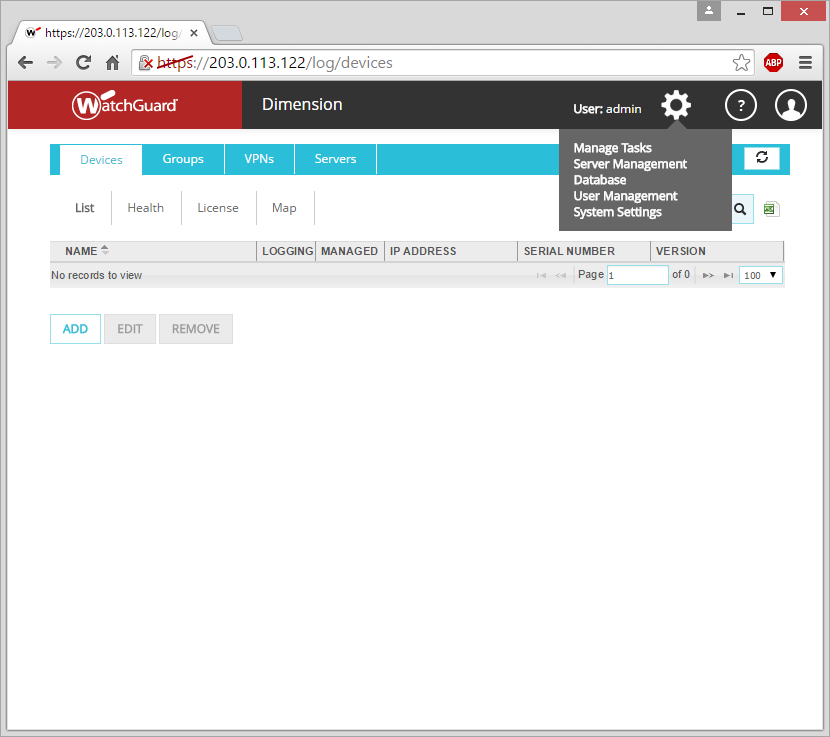 https://203.0.113.122/log/
https://203.0.113.122/log/devices
ABP
WatchGuard Dimension User: admin ?
Manage Tasks
Server Management
Database
User Management
System Settings
Devices Groups VPNs Servers
List Health License Map
NAME LOGGING MANAGED IP ADDRESS SERIAL NUMBER VERSION
No records to view Page 1 of 0 100
ADD EDIT REMOVE